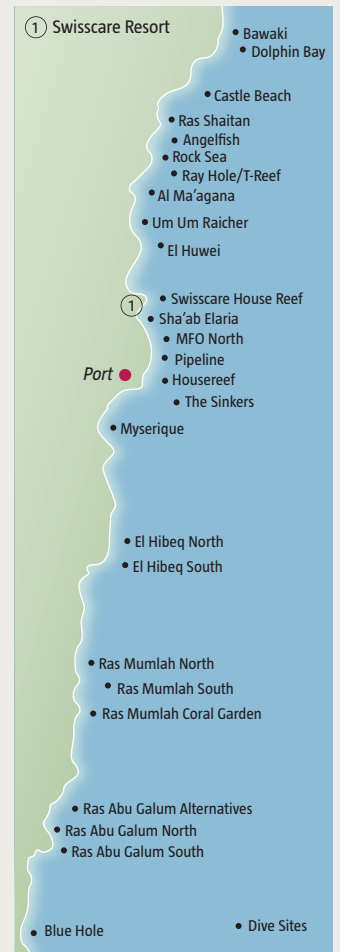 1 Swisscare Resort
Bawaki
Dolphin Bay
Castle Beach
Ras Shaitan
Angelfish
Rock Sea
Ray Hole/T-Reef
Al Ma’agana
Um Um Raicher
El Huwei
1
Swisscare House Reef
Sha’ab Elaria
MFO North
Pipeline
Port
Housereef
The Sinkers
Myserique
El Hibeq North
El Hibeq South
Ras Mumlah North
Ras Mumlah South
Ras Mumlah Coral Garden
Ras Abu Galum Alternatives
Ras Abu Galum North
Ras Abu Galum South
Blue Hole
Dive Sites